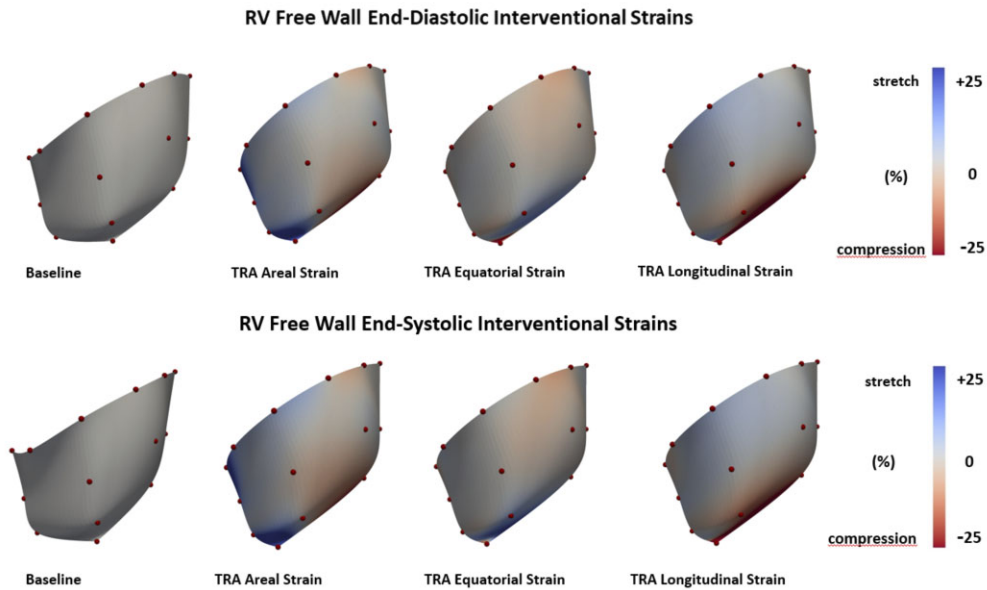 RV Free Wall End-Diastolic Interventional Strains
stretch
+25
(%)
0
compression
-25
Baseline
TRA Areal Strain
TRA Equatorial Strain
TRA Longitudinal Strain
RV Free Wall End-Systolic Interventional Strains
stretch
+25
(%)
0
compression
-25
Baseline
TRA Areal Strain
TRA Equatorial Strain
TRA Longitudinal Strain